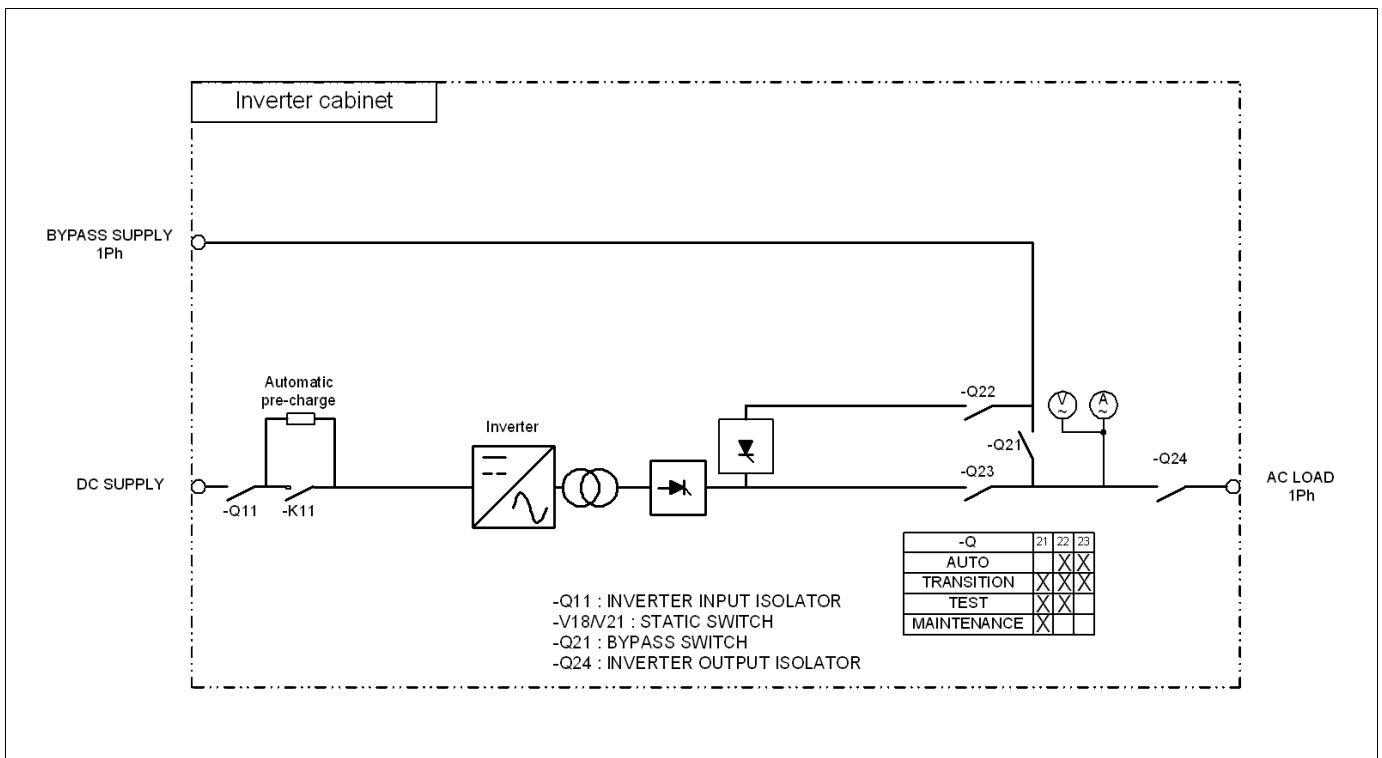 Inverter cabinet
BYPASS SUPPLY
1Ph
Automatic
pre-charge
-Q22
V
~
A
~
Inverter
-Q21
-Q24
DC SUPPLY
-Q23
AC LOAD
1Ph
-Q11
-K11
-Q 21 22 23
AUTO X X
TRANSITION X X X
TEST X X
MAINTENANCE X
-Q11 : INVERTER INPUT ISOLATOR
-V18/V21 : STATIC SWITCH
-Q21 : BYPASS SWITCH
-Q24 : INVERTER OUTPUT ISOLATOR